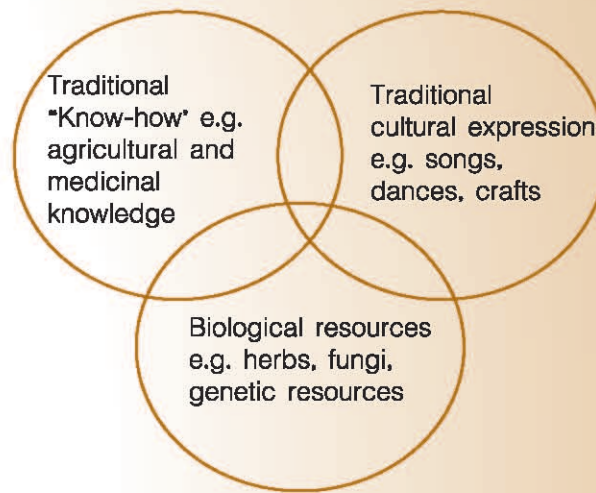 Traditional
"Know-how" e.g.
agricultural and
medicinal
knowledge
Traditional
cultural expression
e.g. songs,
dances, crafts
Biological resources
e.g. herbs, fungi,
genetic resources